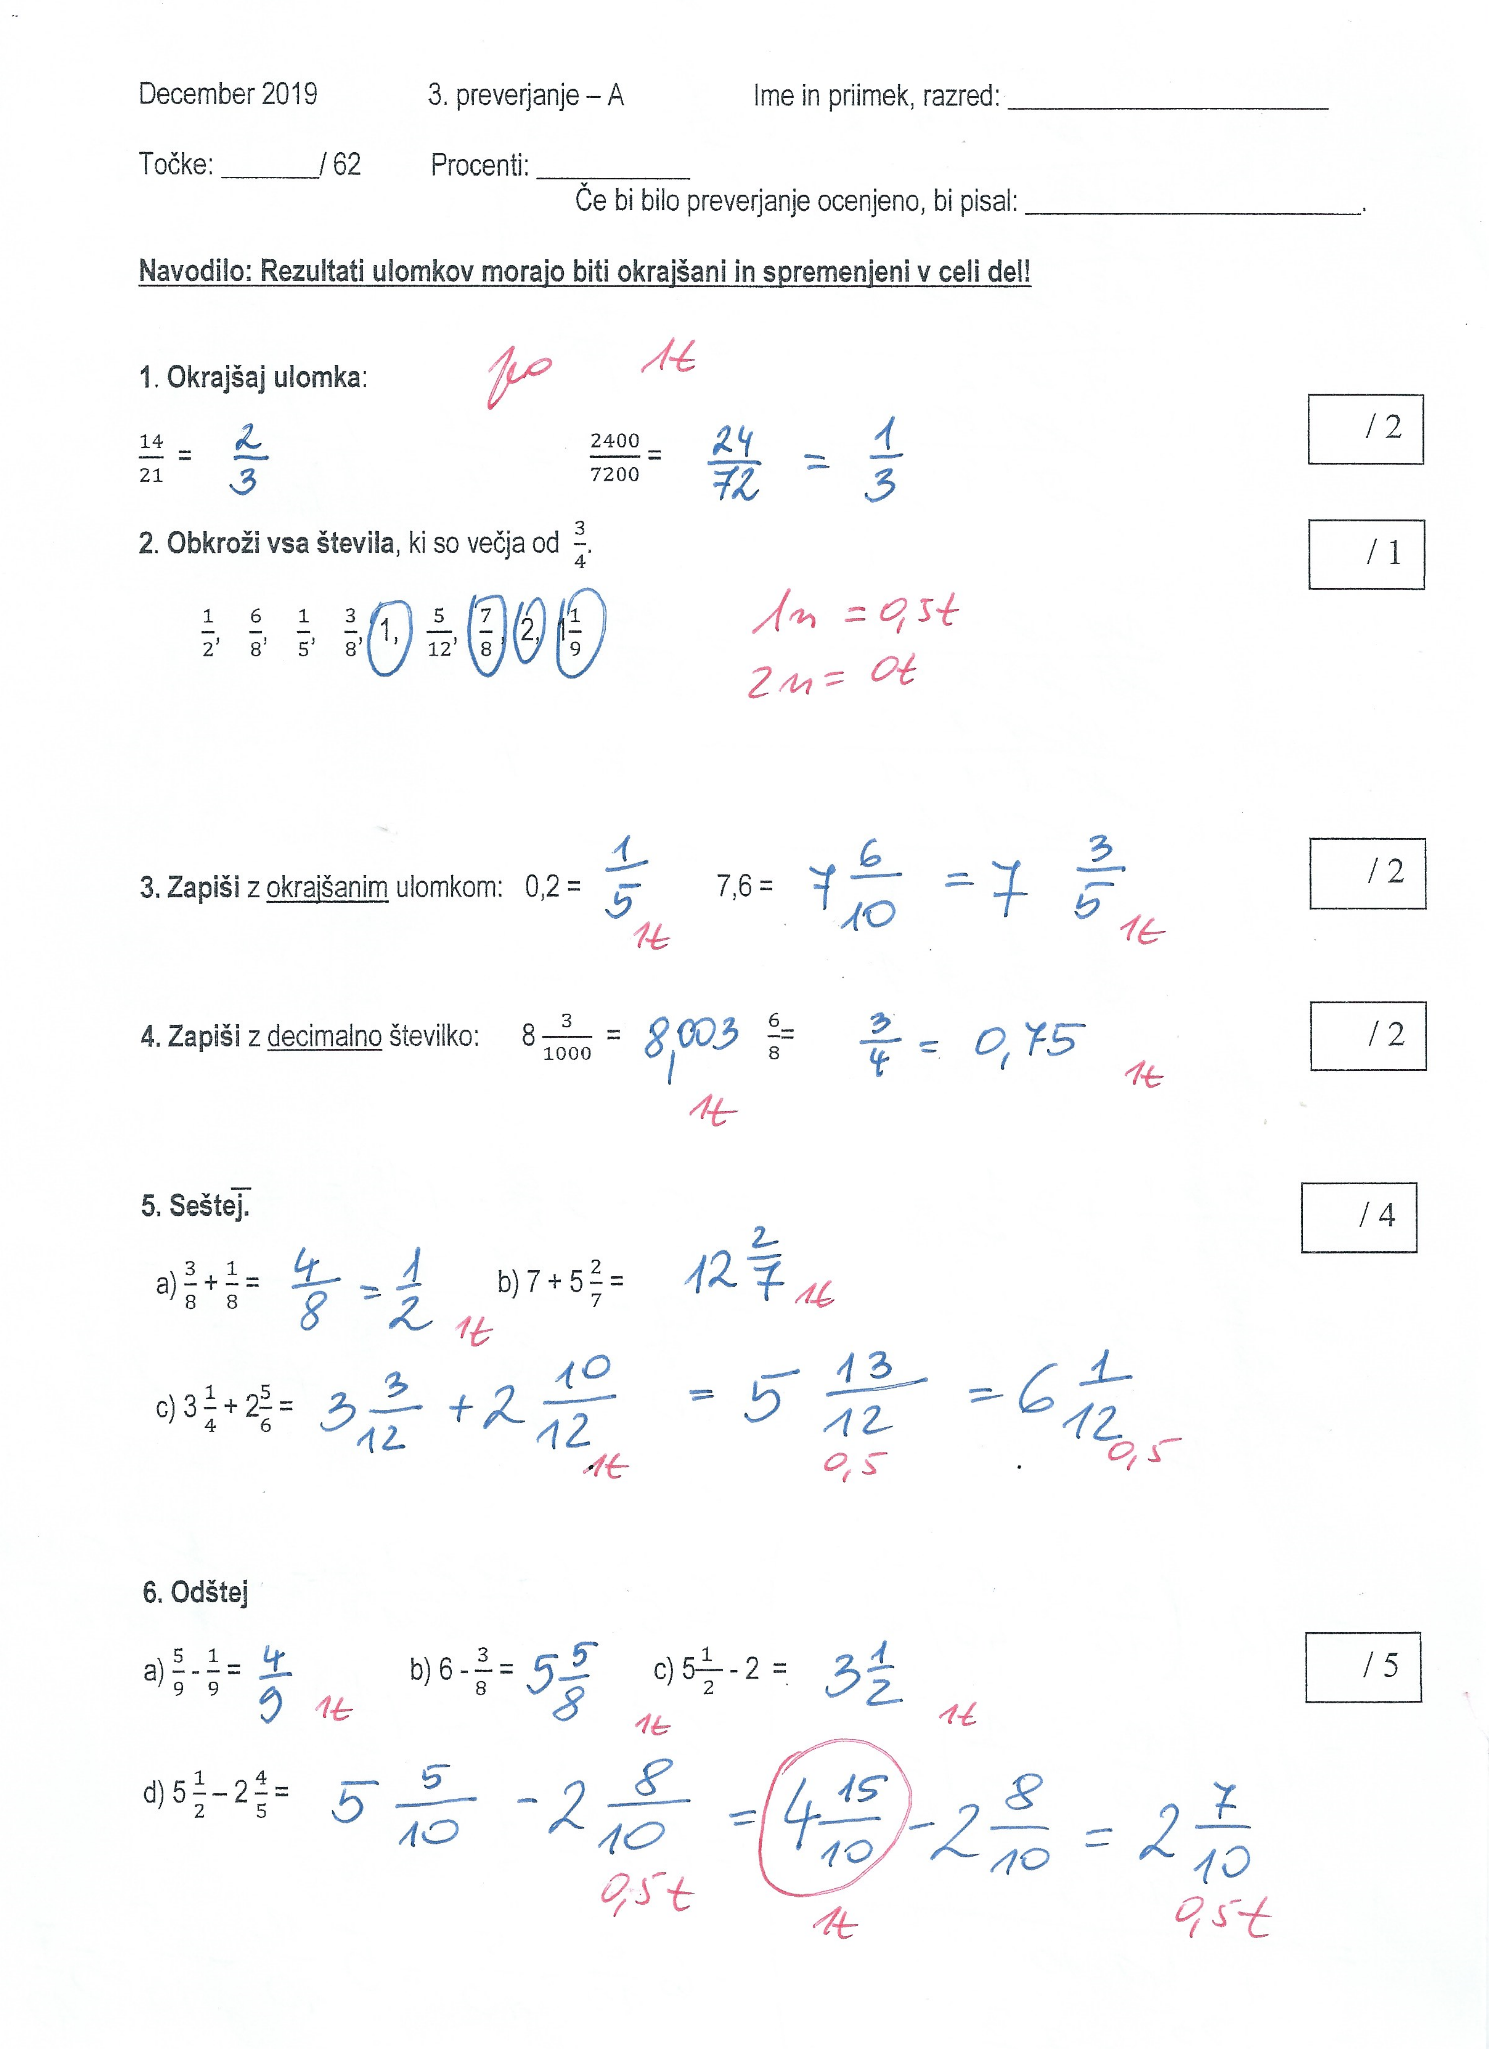 December 2019 3. preverjanje – A Ime in priimek, razred: ____________________
Točke: ______/ 62 Procenti: __________
Če bi bilo preverjanje ocenjeno, bi pisal: ____________________.
Navodilo: Rezultati ulomkov morajo biti okrajšani in spremenjeni v celi del!
1. Okrajšaj ulomka: po 1t
/ 2
14/21 = 2/3 2400/7200 = 24/72 = 1/3
2. Obkroži vsa števila, ki so večja od 3/4.
/ 1
1/2, 6/8, 1/5, 3/8, 1, 5/12, 7/8, 2, 1 1/9
1n = 0,5t
2n = 0t
3. Zapiši z okrajšanim ulomkom: 0,2 = 1/5 7,6 = 7 6/10 = 7 3/5
/ 2
1t 1t
4. Zapiši z decimalno številko: 8 3/1000 = 8,003 6/8 = 3/4 = 0,75
/ 2
1t 1t
5. Seštej.
/ 4
a) 3/8 + 1/8 = 4/8 = 1/2 1t b) 7 + 5 2/7 = 12 2/7 1t
c) 3 1/4 + 2 5/6 = 3 3/12 + 2 10/12 = 5 13/12 = 6 1/12
1t 0,5 0,5
6. Odštej
a) 5/9 - 1/9 = 4/9 1t b) 6 - 3/8 = 5 5/8 1t c) 5 1/2 - 2 = 3 1/2 1t
/ 5
d) 5 1/2 – 2 4/5 = 5 5/10 - 2 8/10 = 4 15/10 - 2 8/10 = 2 7/10
0,5t 1t 0,5t